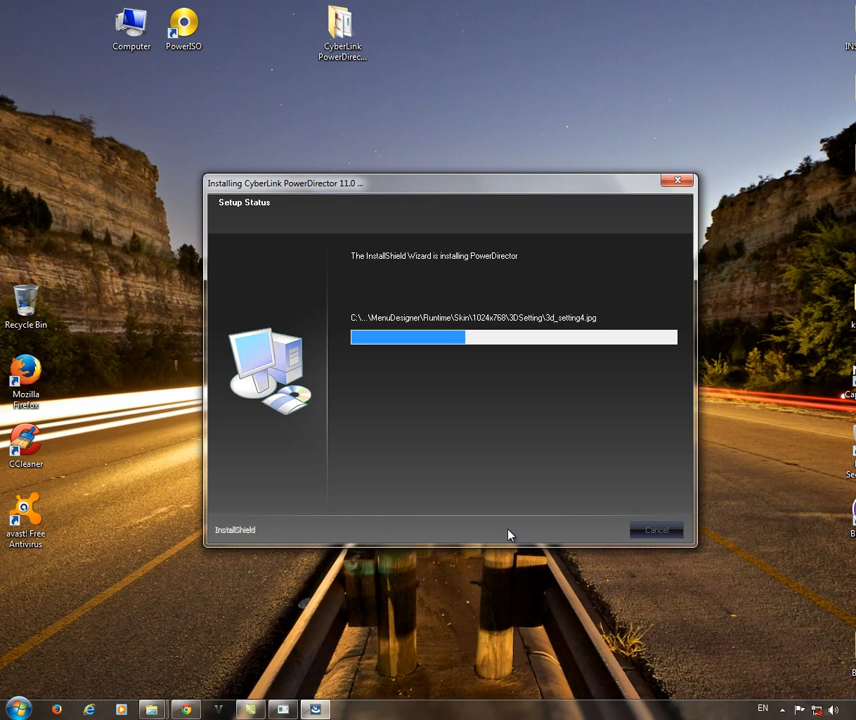 Computer
PowerISO
CyberLink
PowerDirec...
Installing CyberLink PowerDirector 11.0 ...
Setup Status
The InstallShield Wizard is installing PowerDirector
C:\...\MenuDesigner\Runtime\Skin\1024x768\3DSetting\3d_setting4.jpg
InstallShield
Cancel
Recycle Bin
Mozilla
Firefox
CCleaner
avast! Free
Antivirus
EN